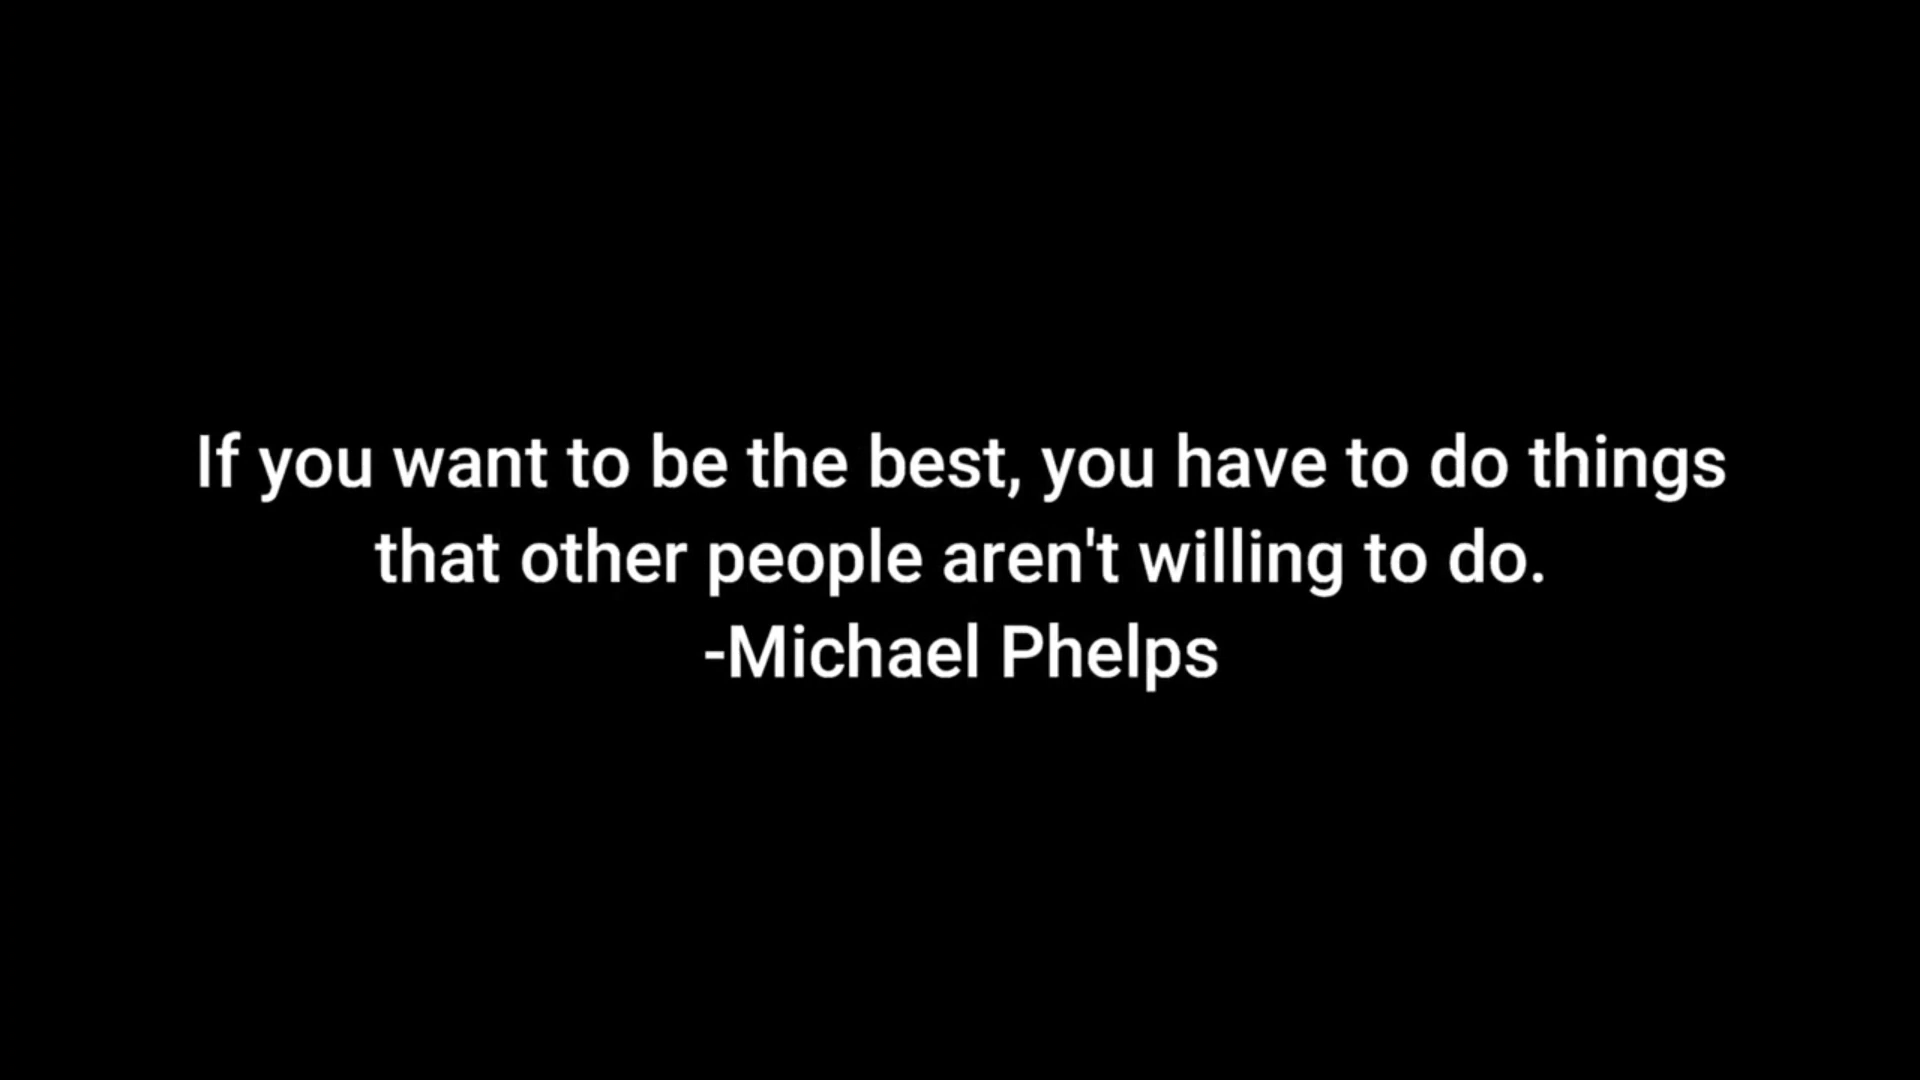 If you want to be the best, you have to do things
that other people aren't willing to do.
-Michael Phelps